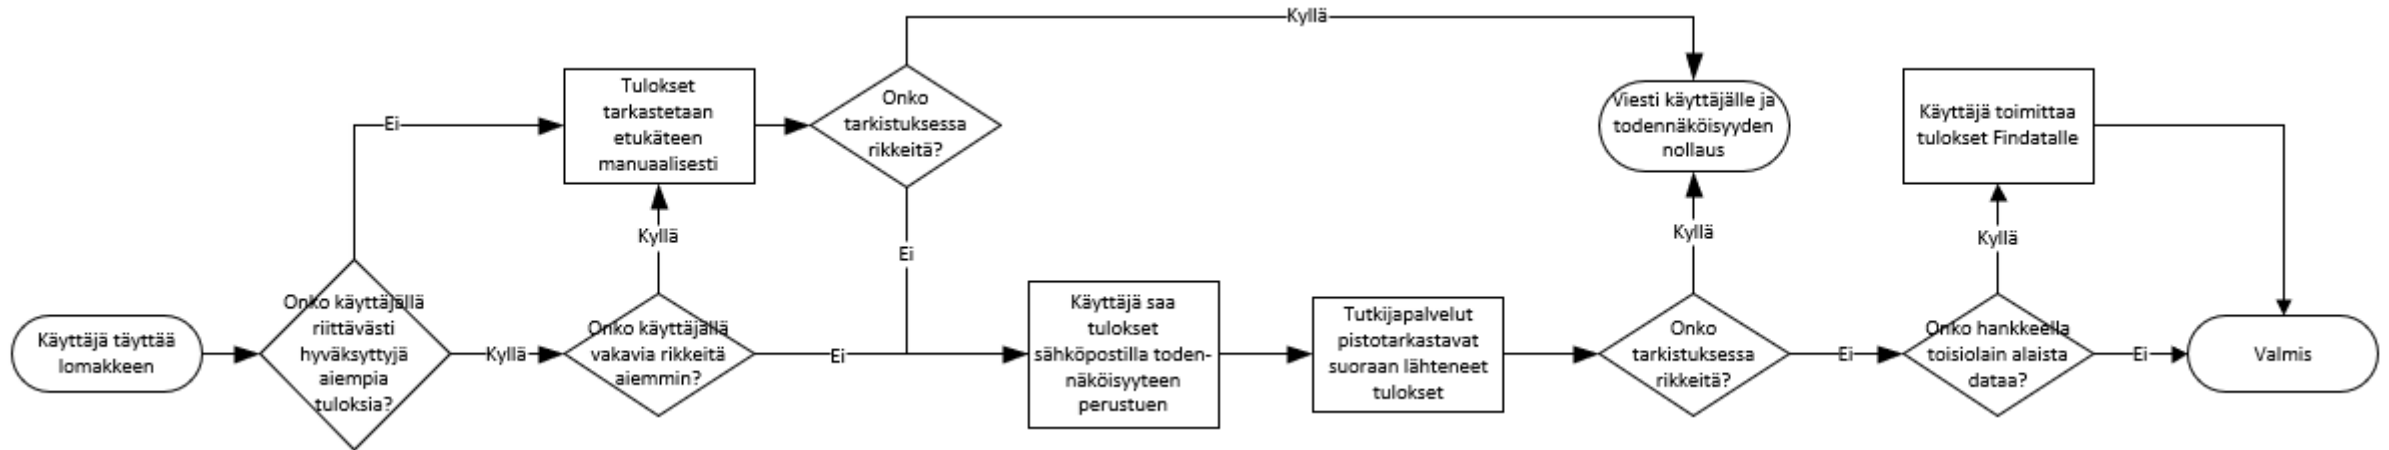 Käyttäjä täyttää
lomakkeen
Onko käyttäjällä
riittävästi
hyväksyttyjä
aiempia
tuloksia?
Ei
Kyllä
Tulokset
tarkastetaan
etukäteen
manuaalisesti
Kyllä
Onko käyttäjällä
vakavia rikkeitä
aiemmin?
Ei
Onko
tarkistuksessa
rikkeitä?
Kyllä
Ei
Käyttäjä saa
tulokset
sähköpostilla toden-
näköisyyteen
perustuen
Tutkijapalvelut
pistotarkastavat
suoraan lähteneet
tulokset
Viesti käyttäjälle ja
todennäköisyyden
nollaus
Kyllä
Onko
tarkistuksessa
rikkeitä?
Ei
Käyttäjä toimittaa
tulokset Findatalle
Kyllä
Onko hankkeella
toisiolain alaista
dataa?
Ei
Valmis